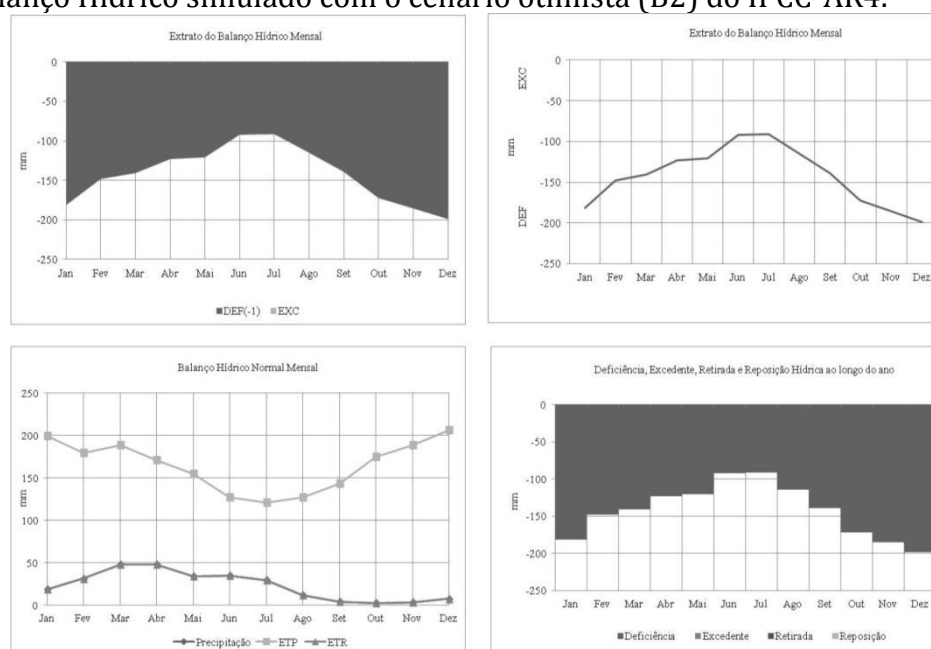 lanço Hídrico simulado com o cenário otimista (B2) do IPCC-AR4.
Extrato do Balanço Hídrico Mensal
0
-50
-100
-150
-200
-250
mm
Jan Fev Mar Abr Mai Jun Jul Ago Set Out Nov Dez
DEF(-1) EXC
Extrato do Balanço Hídrico Mensal
0
-50
-100
-150
-200
-250
EXC
mm
DEF
Jan Fev Mar Abr Mai Jun Jul Ago Set Out Nov Dez
Balanço Hídrico Normal Mensal
250
200
150
100
50
0
mm
Jan Fev Mar Abr Mai Jun Jul Ago Set Out Nov Dez
Precipitação ETP ETR
Deficiência, Excedente, Retirada e Reposição Hídrica ao longo do ano
0
-50
-100
-150
-200
-250
mm
Jan Fev Mar Abr Mai Jun Jul Ago Set Out Nov Dez
Deficiência Excedente Retirada Reposição